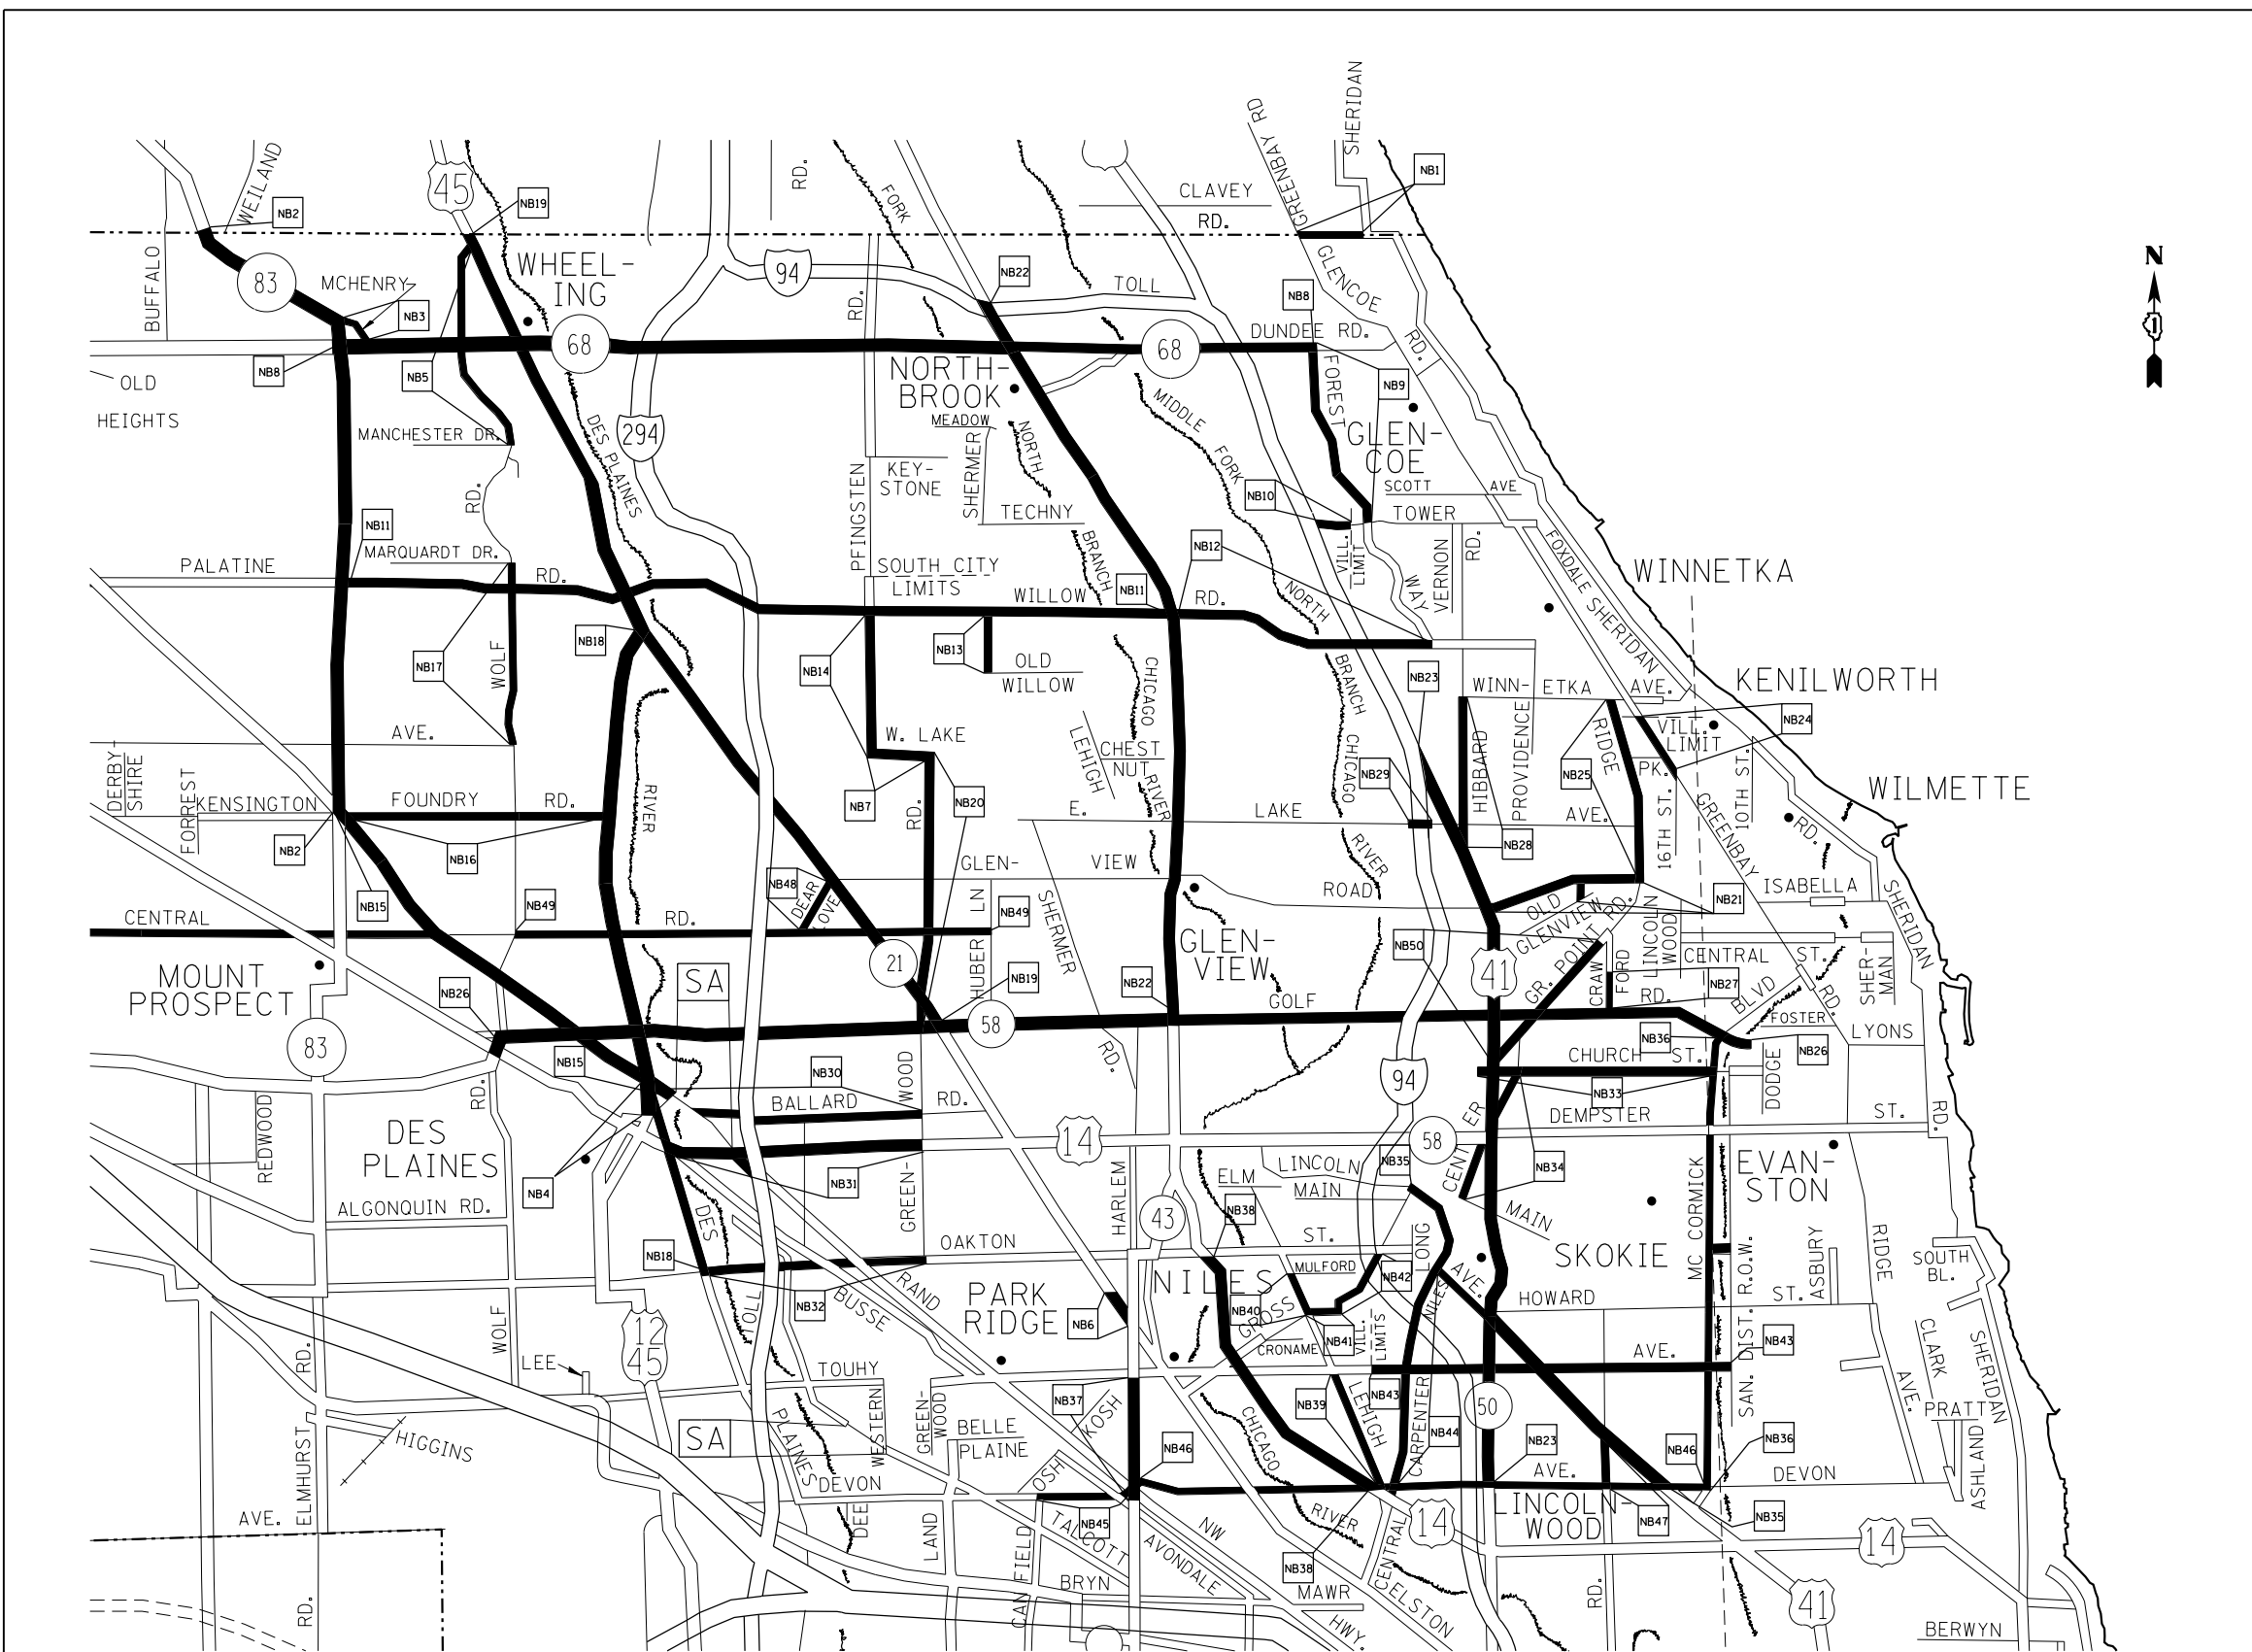 SHERIDAN
GREENBAY RD
NB1
CLAVEY
RD.
RD.
FORK
WEILAND
45
NB19
NB2
N
1
BUFFALO
83
MCHENRY
NB3
WHEEL-
ING
94
NB22
TOLL
RD.
GLENCOE
NB8
DUNDEE RD.
RD.
68
68
NB8
NB5
OLD
HEIGHTS
NORTH-
BROOK
MEADOW
FOREST
NB9
GLEN-
COE
MIDDLE
FORK
294
DES PLAINES
MANCHESTER DR.
SHERMER
NORTH
KEY-
STONE
PFINGSTEN
TECHNY
NB10
SCOTT AVE
TOWER
RD.
NB11
MARQUARDT DR.
PALATINE
RD.
SOUTH CITY
LIMITS
BRANCH
NB12
NB11
WILLOW
RD.
VILL.
LIMIT
WAY
VERNON
RD.
FOXDALE SHERIDAN
WINNETKA
NORTH
NB18
NB17
WOLF
NB14
NB13
OLD
WILLOW
CHICAGO
BRANCH
NB23
WINN- ETKA AVE.
KENILWORTH
NB24
VILL.
LIMIT
AVE.
W. LAKE
LEHIGH
CHEST
NUT
RIVER
CHICAGO
NB29
HIBBARD
PROVIDENCE
NB25
RIDGE
PK.
10TH ST.
WILMETTE
DERBY-
SHIRE
FORREST
KENSINGTON
FOUNDRY
RD.
RIVER
NB7
RD.
NB20
E.
LAKE
AVE.
NB28
16TH ST.
GREENBAY
RD.
NB2
NB16
GLEN-
VIEW
ROAD
RIVER
NB48
DEAR
LOVE
NB15
NB49
CENTRAL
RD.
HUBER LN
NB49
SHERMER
OLD
GLENVIEW
RD.
NB21
LINCOLN
WOOD
ISABELLA
SHERIDAN
MOUNT
PROSPECT
SA
21
NB19
GLEN-
VIEW
NB22
NB50
41
GR. POINT
CRAW
FORD
RD.
NB27
CENTRAL
ST.
BLVD
RD.
SHER-
MAN
NB26
GOLF
58
83
NB15
FOSTER
LYONS
NB36
NB26
CHURCH ST.
RD.
NB30
WOOD
RD.
BALLARD
94
NB33
DODGE
REDWOOD
RD.
DES
PLAINES
14
58
CENT
ER
DEMPSTER
ST.
RD.
NB4
NB31
GREEN-
HARLEM
LINCOLN
NB35
NB34
MC CORMICK
EVAN-
STON
ALGONQUIN RD.
DES
ELM
MAIN
NB38
43
MAIN
NB18
OAKTON
ST.
LONG
SKOKIE
R.O.W.
ASBURY
RIDGE
SOUTH
BL.
NB32
RAND
BUSSE
TOLL
PARK
RIDGE
NB6
NILES
MULFORD
NB42
NB40
GROSS
NB41
VILL.
LIMITS
NILES
AVE.
HOWARD
ST.
12
45
WOLF
RD.
LEE
TOUHY
CRONAME
AVE.
DIST.
NB43
CLARK
SHERIDAN
AVE.
WESTERN
GREEN-
WOOD
BELLE
PLAINE
NB37
KOSH
OSH
NB39
LEHIGH
NB43
CARPENTER
NB44
50
SAN.
PRATT
ASHLAND
HIGGINS
ELMHURST
SA
PLAINES
DEVON
CHICAGO
NB46
NB23
AVE.
NB46
NB36
DEVON
AVE.
DEE
LAND
CANFIELD
NB45
TALCOTT
NW
AVONDALE
HWY.
RIVER
14
NB38
CENTRAL
LINCOLN-
WOOD
NB47
NB35
14
RD.
BRYN
MAWR
ELSTON
RD.
41
BERWYN